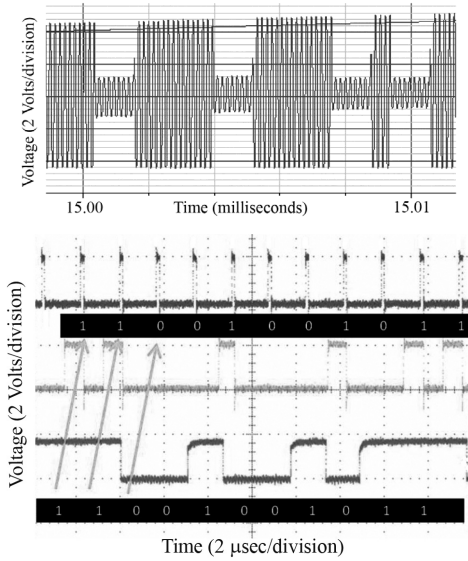 Voltage (2 Volts/division)
15.00
Time (milliseconds)
15.01
Voltage (2 Volts/division)
1 1 0 0 1 0 0 1 0 1 1
1 1 0 0 1 0 0 1 0 1 1 1
Time (2 μsec/division)